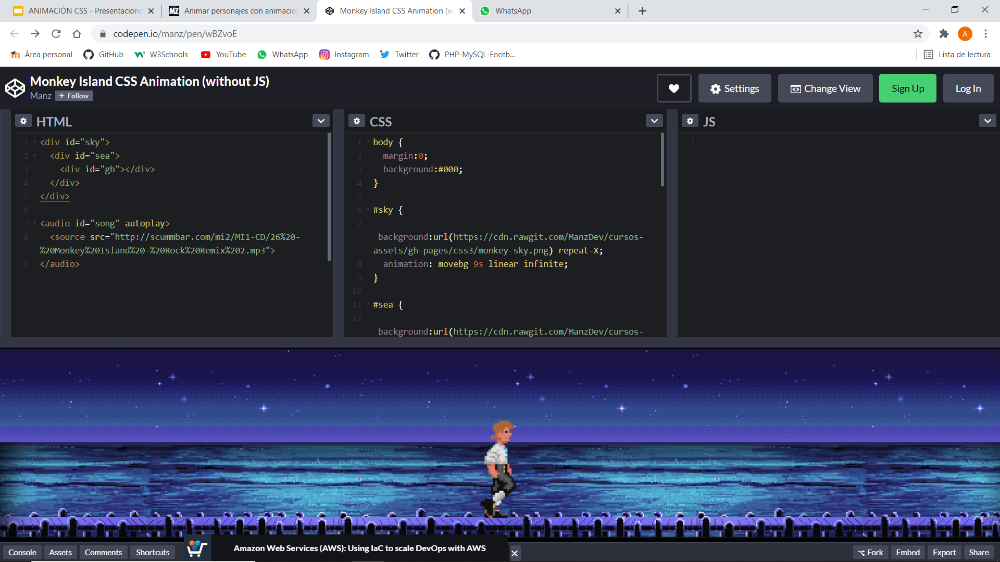 ANIMACIÓN CSS - Presentacione
MZ Animar personajes con animacion
Monkey Island CSS Animation (w
WhatsApp
codepen.io/manz/pen/wBZvoE
A
Área personal
GitHub
W3Schools
YouTube
WhatsApp
Instagram
Twitter
PHP-MySQL-Footb...
Lista de lectura
Monkey Island CSS Animation (without JS)
Manz + Follow
Settings
Change View
Sign Up
Log In
HTML
1 <div id="sky">
2 <div id="sea">
3 <div id="gb"></div>
4 </div>
5 </div>
6
7 <audio id="song" autoplay>
8 <source src="http://scummbar.com/mi2/MI1-CD/26%20-
%20Monkey%20Island%20-%20Rock%20Remix%202.mp3">
9 </audio>
CSS
1 body {
2 margin:0;
3 background:#000;
4 }
5
6 #sky {
7
background:url(https://cdn.rawgit.com/ManzDev/cursos-
assets/gh-pages/css3/monkey-sky.png) repeat-X;
8 animation: movebg 9s linear infinite;
9 }
10
11 #sea {
12
background:url(https://cdn.rawgit.com/ManzDev/cursos-
JS
1
Console
Assets
Comments
Shortcuts
Amazon Web Services (AWS): Using IaC to scale DevOps with AWS
Fork
Embed
Export
Share